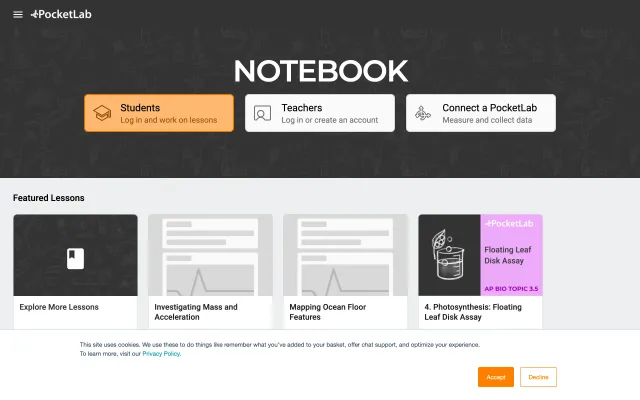 PocketLab
NOTEBOOK
Students
Log in and work on lessons
Teachers
Log in or create an account
Connect a PocketLab
Measure and collect data
Featured Lessons
PocketLab
Floating Leaf
Disk Assay
AP BIO TOPIC 3.5
Explore More Lessons
Investigating Mass and
Acceleration
Mapping Ocean Floor
Features
4. Photosynthesis: Floating
Leaf Disk Assay
This site uses cookies. We use these to do things like remember what you've added to your basket, offer chat support, and optimize your experience.
To learn more, visit our Privacy Policy.
Accept
Decline